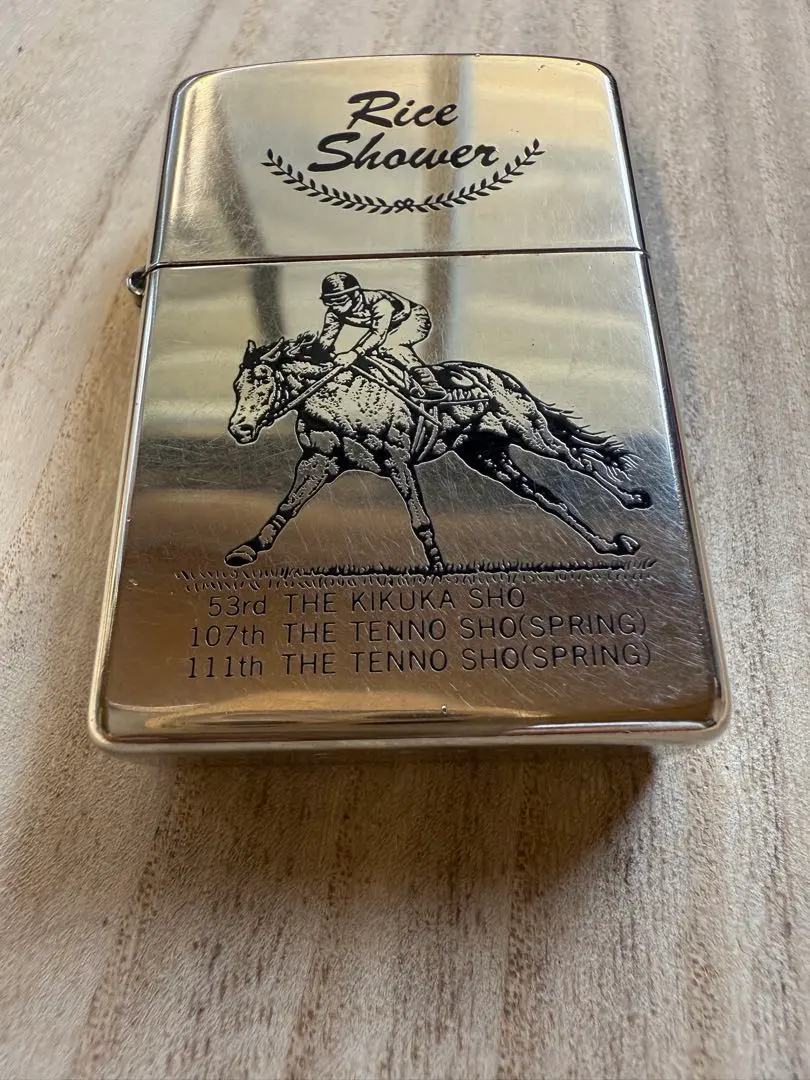 Rice
Shower
53rd THE KIKUKA SHO
107th THE TENNO SHO(SPRING)
111th THE TENNO SHO(SPRING)